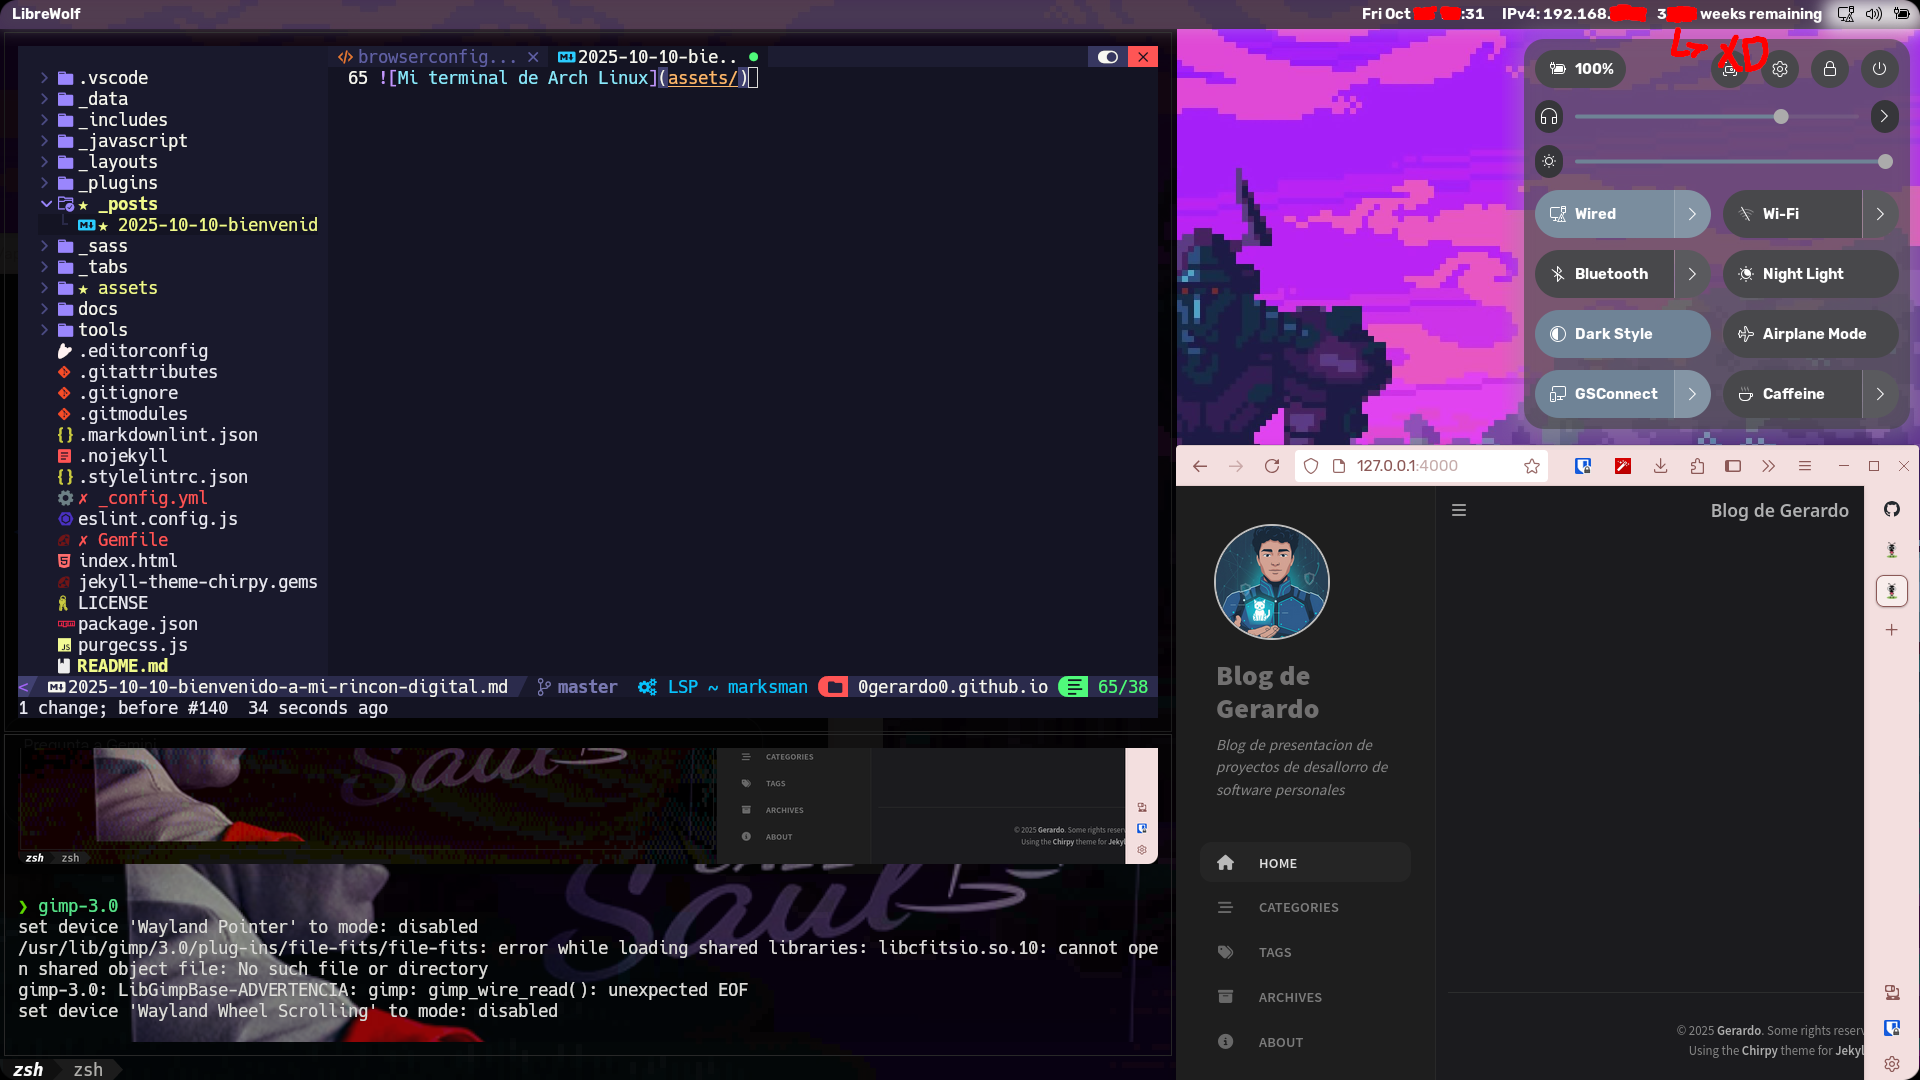 LibreWolf
Fri Oct :31 IPv4: 192.168. 3 weeks remaining
XD
browserconfig... 2025-10-10-bie..
65 ![Mi terminal de Arch Linux](assets/)
.vscode
_data
_includes
_javascript
_layouts
_plugins
★ _posts
★ 2025-10-10-bienvenid
_sass
_tabs
★ assets
docs
tools
.editorconfig
.gitattributes
.gitignore
.gitmodules
.markdownlint.json
.nojekyll
.stylelintrc.json
✗ _config.yml
eslint.config.js
✗ Gemfile
index.html
jekyll-theme-chirpy.gems
LICENSE
package.json
purgecss.js
README.md
< 2025-10-10-bienvenido-a-mi-rincon-digital.md master LSP ~ marksman 0gerardo0.github.io 65/38
1 change; before #140 34 seconds ago
100%
Wired
Wi-Fi
Bluetooth
Night Light
Dark Style
Airplane Mode
GSConnect
Caffeine
127.0.0.1:4000
Blog de Gerardo
Blog de
Gerardo
Blog de presentacion de
proyectos de desallorro de
software personales
HOME
CATEGORIES
TAGS
ARCHIVES
ABOUT
© 2025 Gerardo. Some rights reserv
Using the Chirpy theme for Jekyl
Pregunta a Gemini
Saul
CATEGORIES
TAGS
ARCHIVES
ABOUT
© 2025 Gerardo. Some rights reserv
Using the Chirpy theme for Jekyl
zsh zsh
Saul
❯ gimp-3.0
set device 'Wayland Pointer' to mode: disabled
/usr/lib/gimp/3.0/plug-ins/file-fits/file-fits: error while loading shared libraries: libcfitsio.so.10: cannot ope
n shared object file: No such file or directory
gimp-3.0: LibGimpBase-ADVERTENCIA: gimp: gimp_wire_read(): unexpected EOF
set device 'Wayland Wheel Scrolling' to mode: disabled
zsh zsh